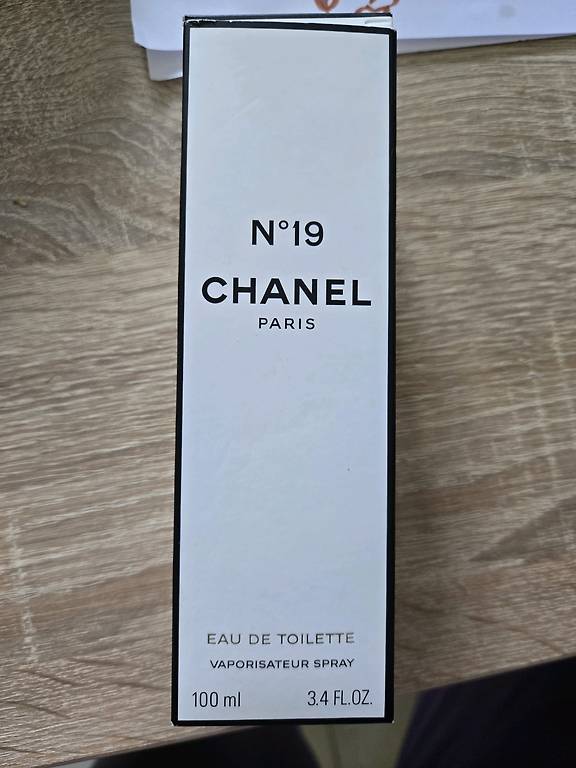 N°19
CHANEL
PARIS
EAU DE TOILETTE
VAPORISATEUR SPRAY
100 ml 3.4 FL.OZ.